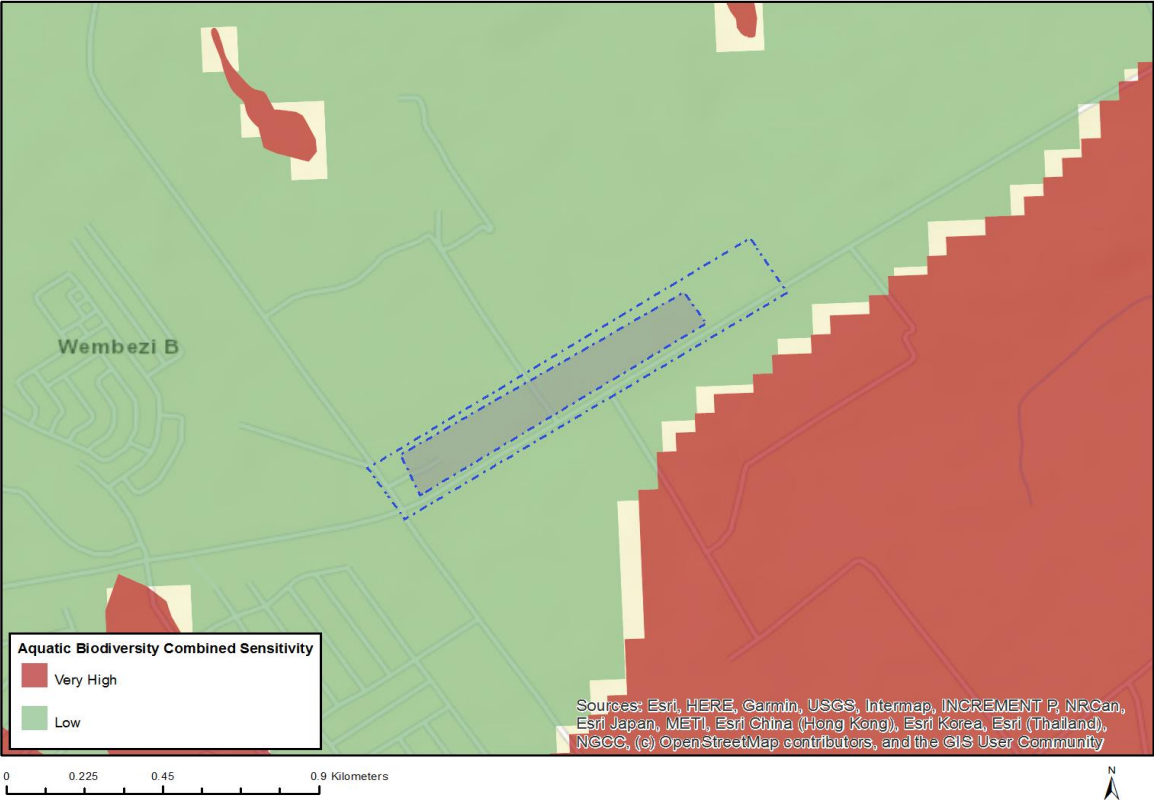 Wembezi B
Aquatic Biodiversity Combined Sensitivity
Very High
Low
Sources: Esri, HERE, Garmin, USGS, Intermap, INCREMENT P, NRCan,
Esri Japan, METI, Esri China (Hong Kong), Esri Korea, Esri (Thailand),
NGCC, (c) OpenStreetMap contributors, and the GIS User Community
0 0.225 0.45 0.9 Kilometers
N